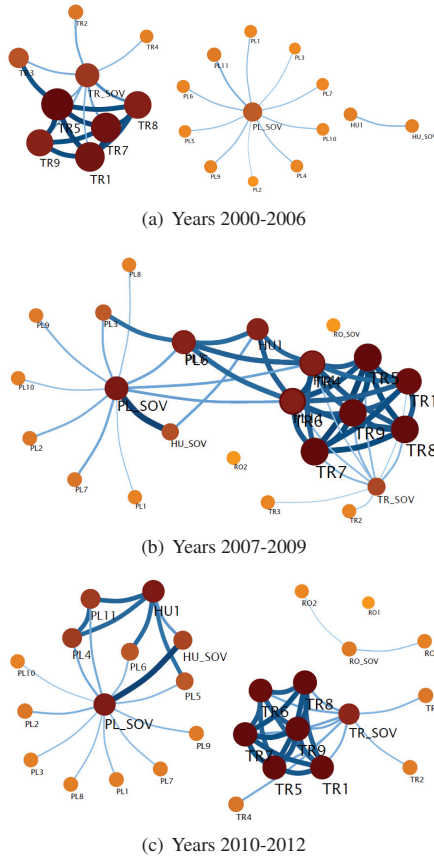 TR2
TR4
TR3
TR_SOV
TR5
TR8
TR7
TR9
TR1
PL1
PL3
PL11
PL6
PL7
PL_SOV
PL5
PL10
PL9
PL4
PL2
HU1
HU_SOV
(a) Years 2000-2006
PL8
PL9
PL3
HU1
RO_SOV
PL10
PL_SOV
TR5
TR1
TR9
TR8
PL2
HU_SOV
TR7
PL7
RO2
TR_SOV
PL1
TR3
TR2
(b) Years 2007-2009
PL11
HU1
RO2
RO1
PL4
PL6
HU_SOV
RO_SOV
PL10
PL5
TR6
TR8
PL2
PL_SOV
TR_SOV
PL9
TR7
TR9
PL3
PL8
PL1
PL7
TR5
TR1
TR2
TR4
(c) Years 2010-2012